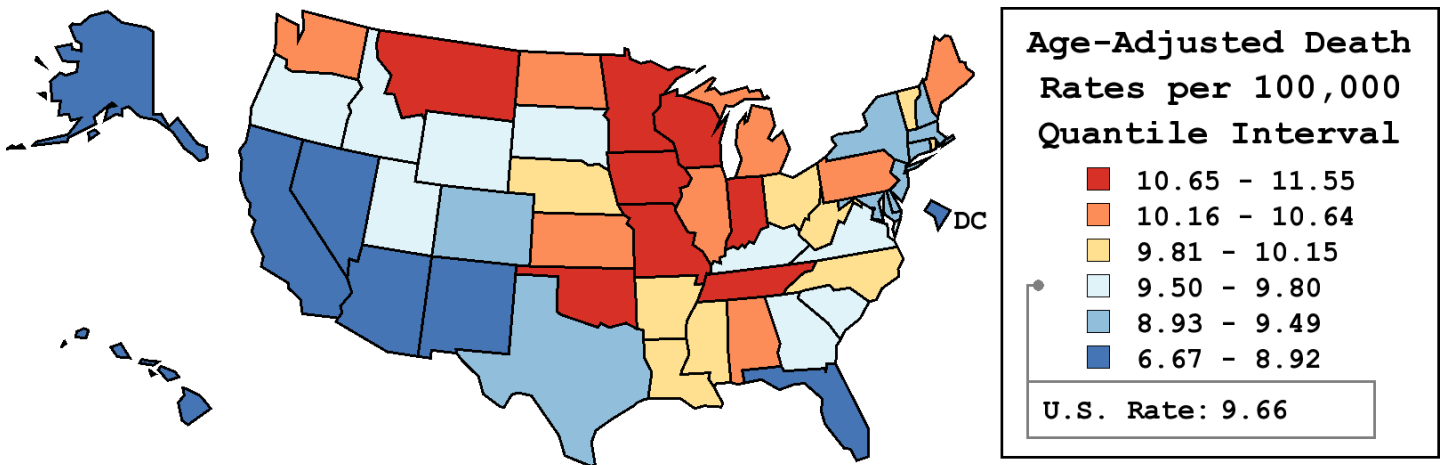 Age-Adjusted Death
Rates per 100,000
Quantile Interval
10.65 - 11.55
10.16 - 10.64
9.81 - 10.15
9.50 - 9.80
8.93 - 9.49
6.67 - 8.92
U.S. Rate: 9.66
DC